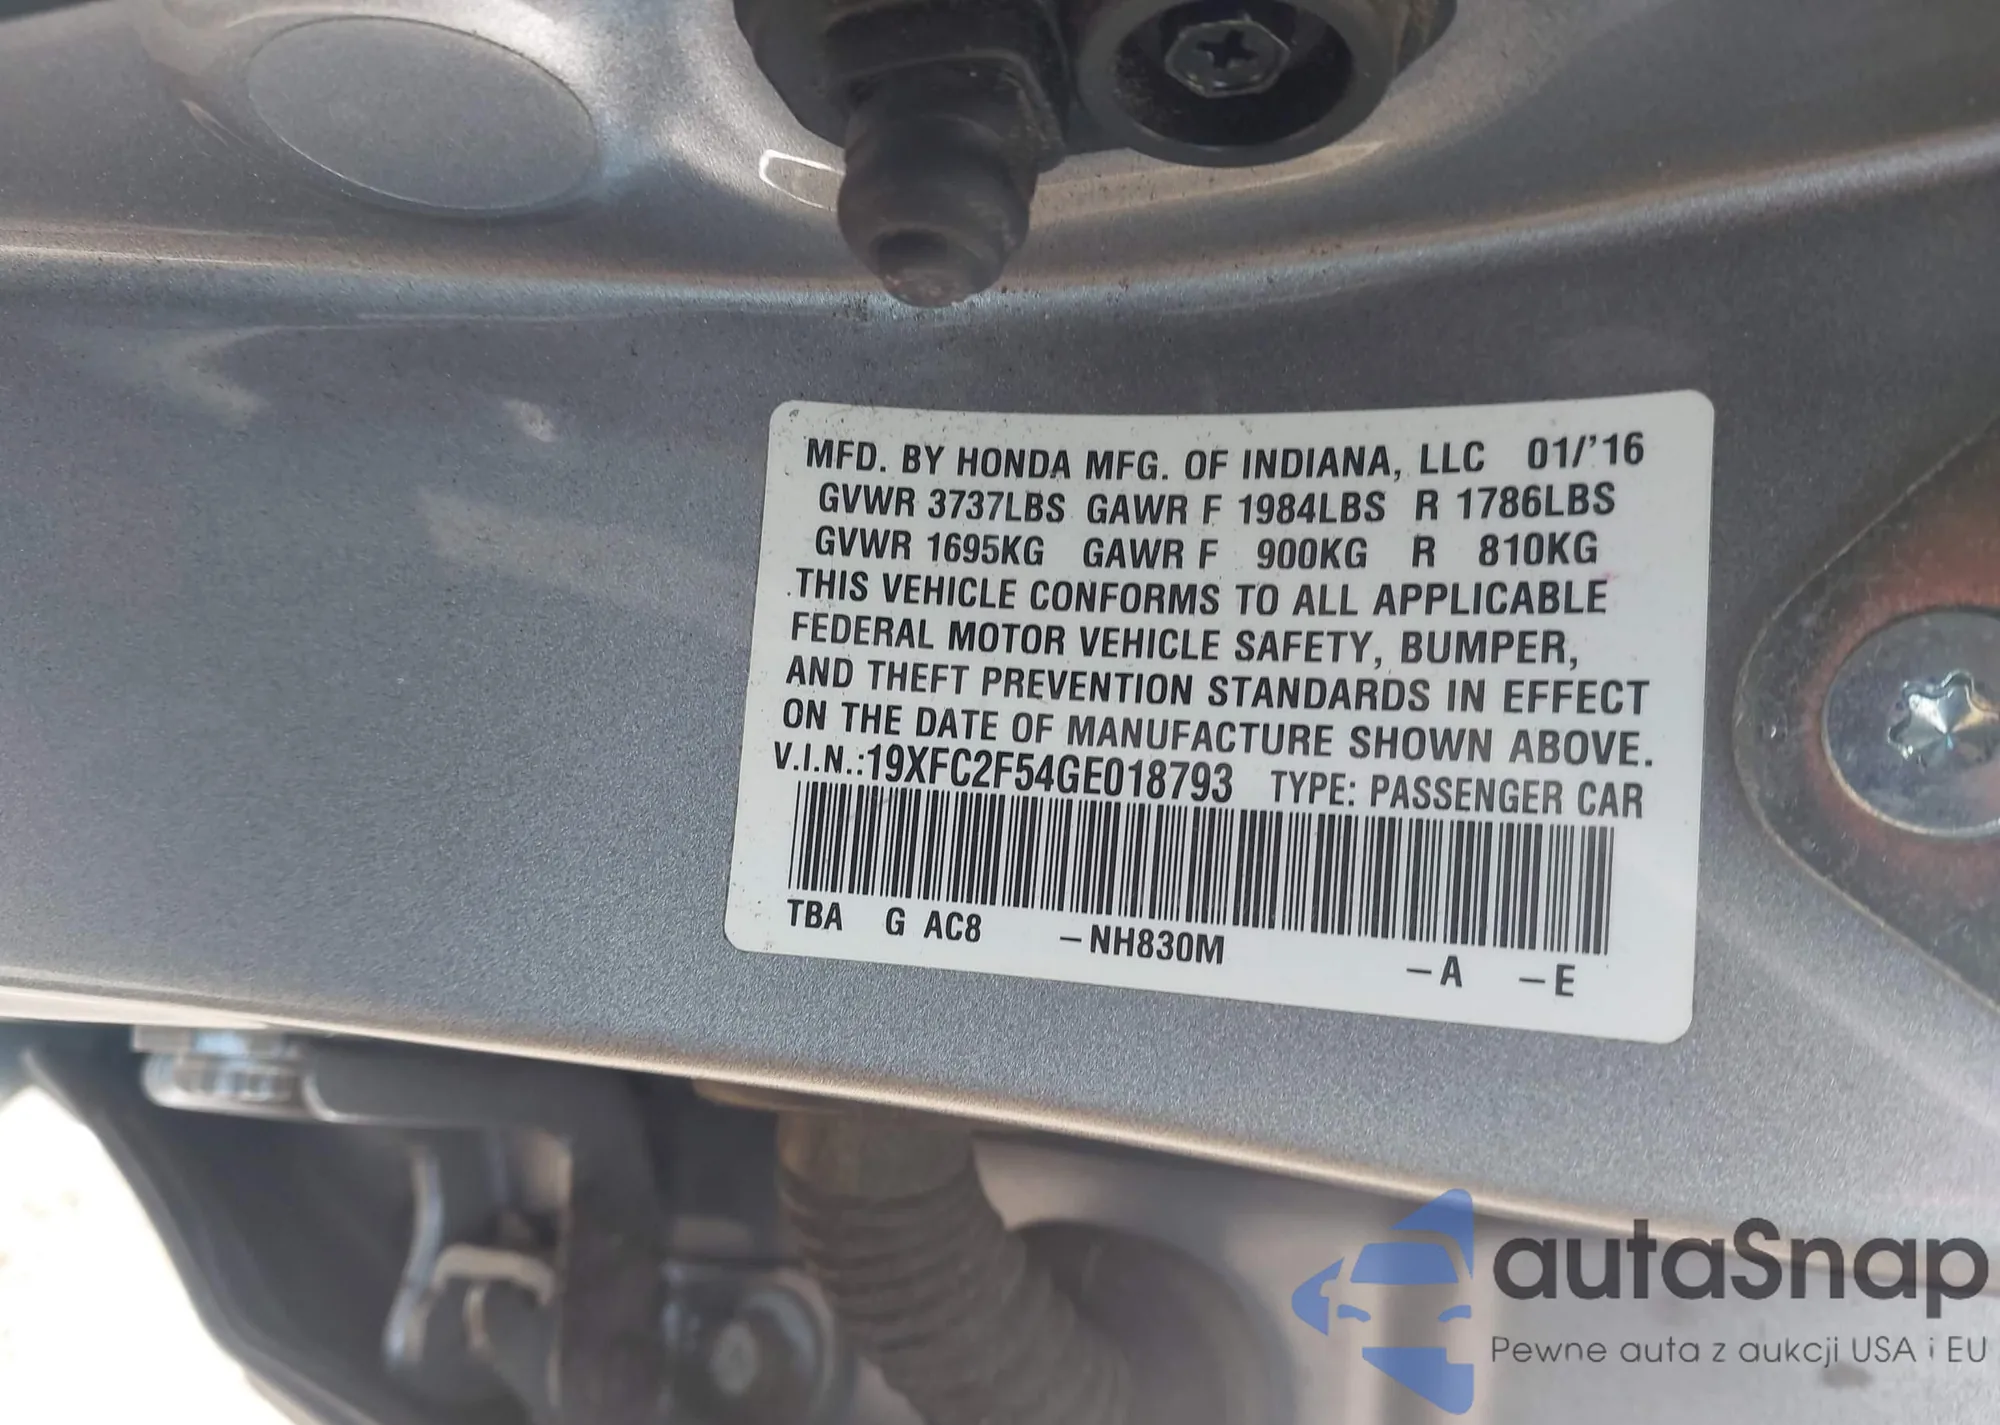 MFD. BY HONDA MFG. OF INDIANA, LLC 01/'16
GVWR 3737LBS GAWR F 1984LBS R 1786LBS
GVWR 1695KG GAWR F 900KG R 810KG
THIS VEHICLE CONFORMS TO ALL APPLICABLE
FEDERAL MOTOR VEHICLE SAFETY, BUMPER,
AND THEFT PREVENTION STANDARDS IN EFFECT
ON THE DATE OF MANUFACTURE SHOWN ABOVE.
V.I.N.:19XFC2F54GE018793 TYPE: PASSENGER CAR
TBA G AC8 –NH830M –A –E
autaSnap
Pewne auta z aukcji USA i EU